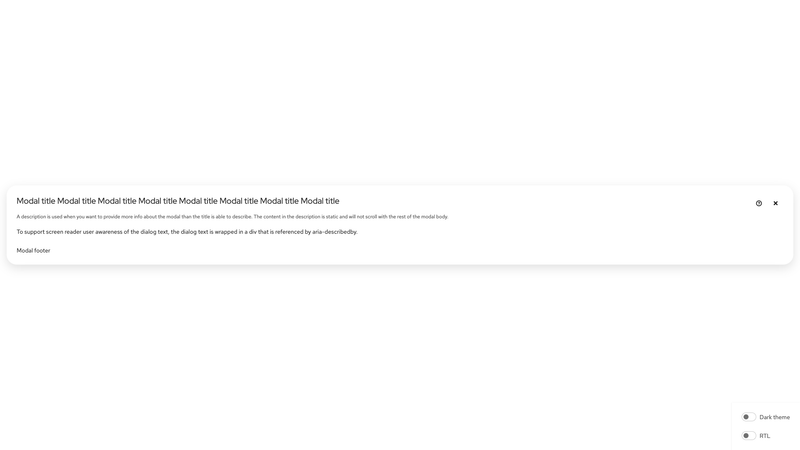 Modal title Modal title Modal title Modal title Modal title Modal title Modal title Modal title
A description is used when you want to provide more info about the modal than the title is able to describe. The content in the description is static and will not scroll with the rest of the modal body.
To support screen reader user awareness of the dialog text, the dialog text is wrapped in a div that is referenced by aria-describedby.
Modal footer
Dark theme
RTL